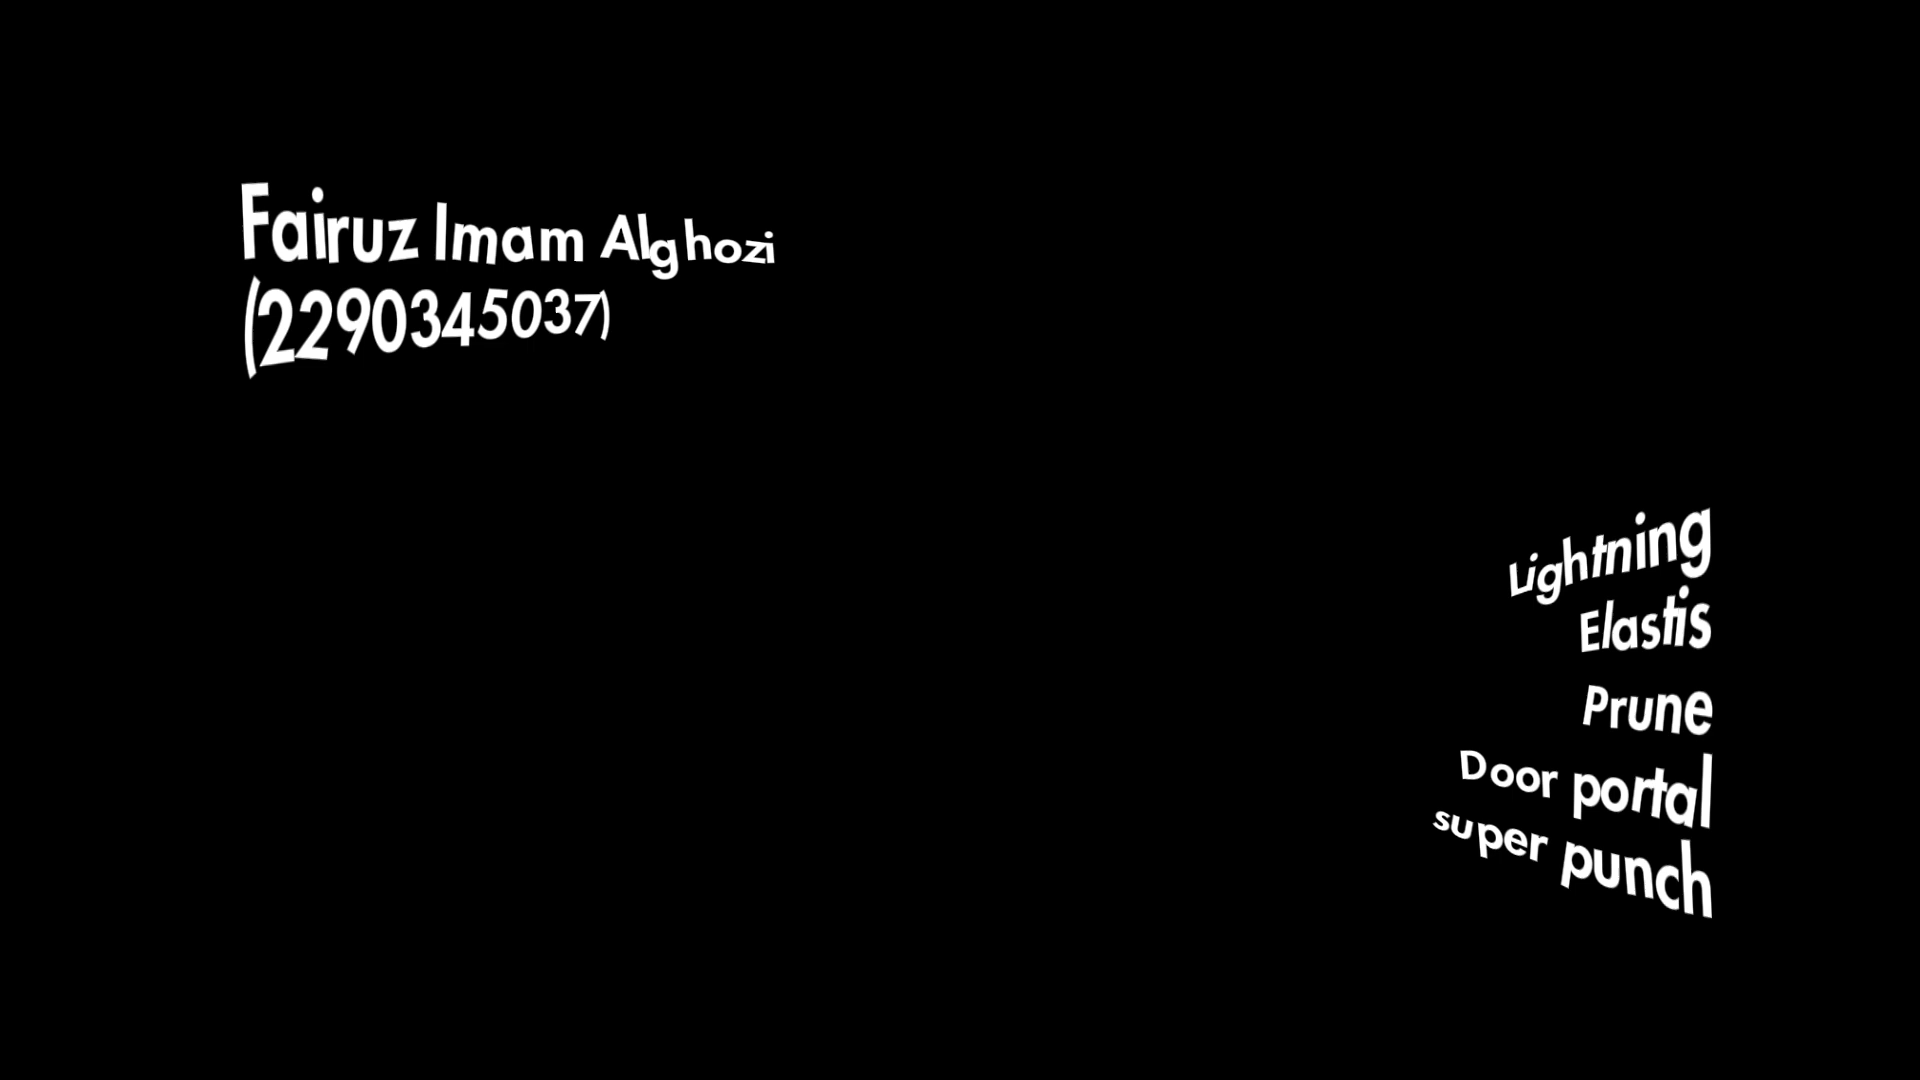 Fairuz Imam Alghozi
(2290345037)
Lightning
Elastis
Prune
Door portal
super punch